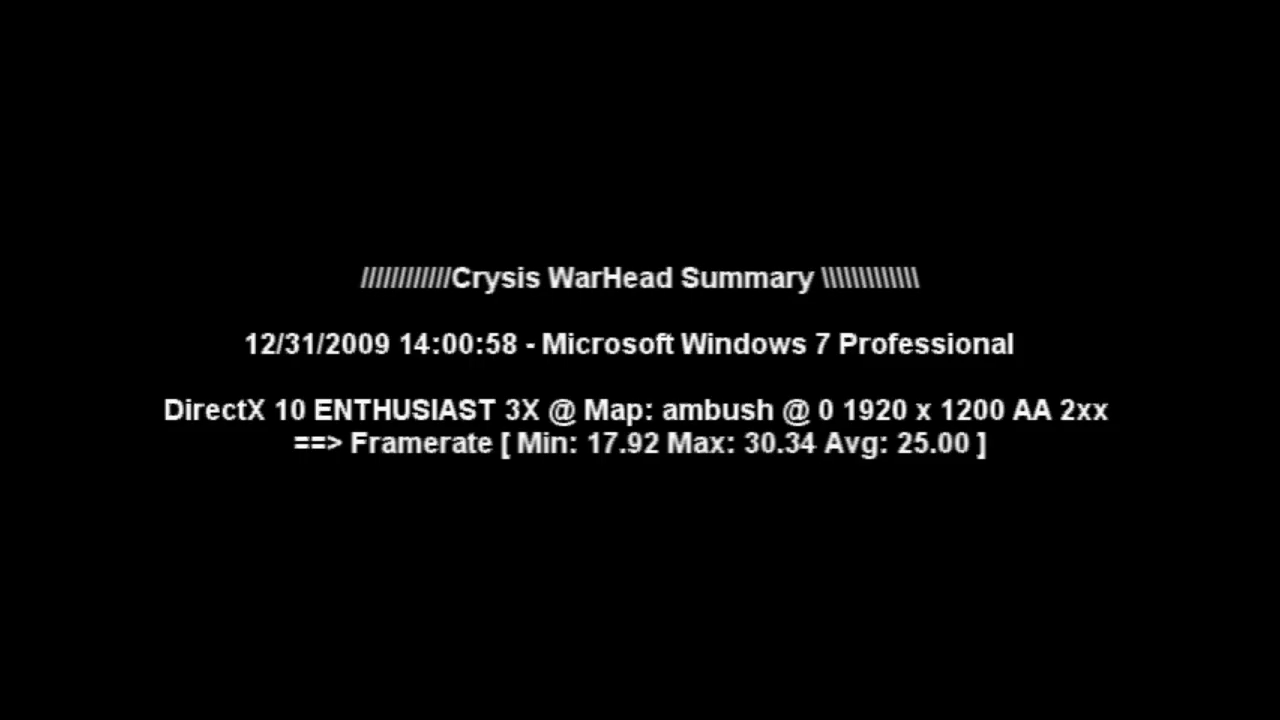 ////////////Crysis WarHead Summary \\\\\\\\\\\\\
12/31/2009 14:00:58 - Microsoft Windows 7 Professional
DirectX 10 ENTHUSIAST 3X @ Map: ambush @ 0 1920 x 1200 AA 2xx
==> Framerate [ Min: 17.92 Max: 30.34 Avg: 25.00 ]